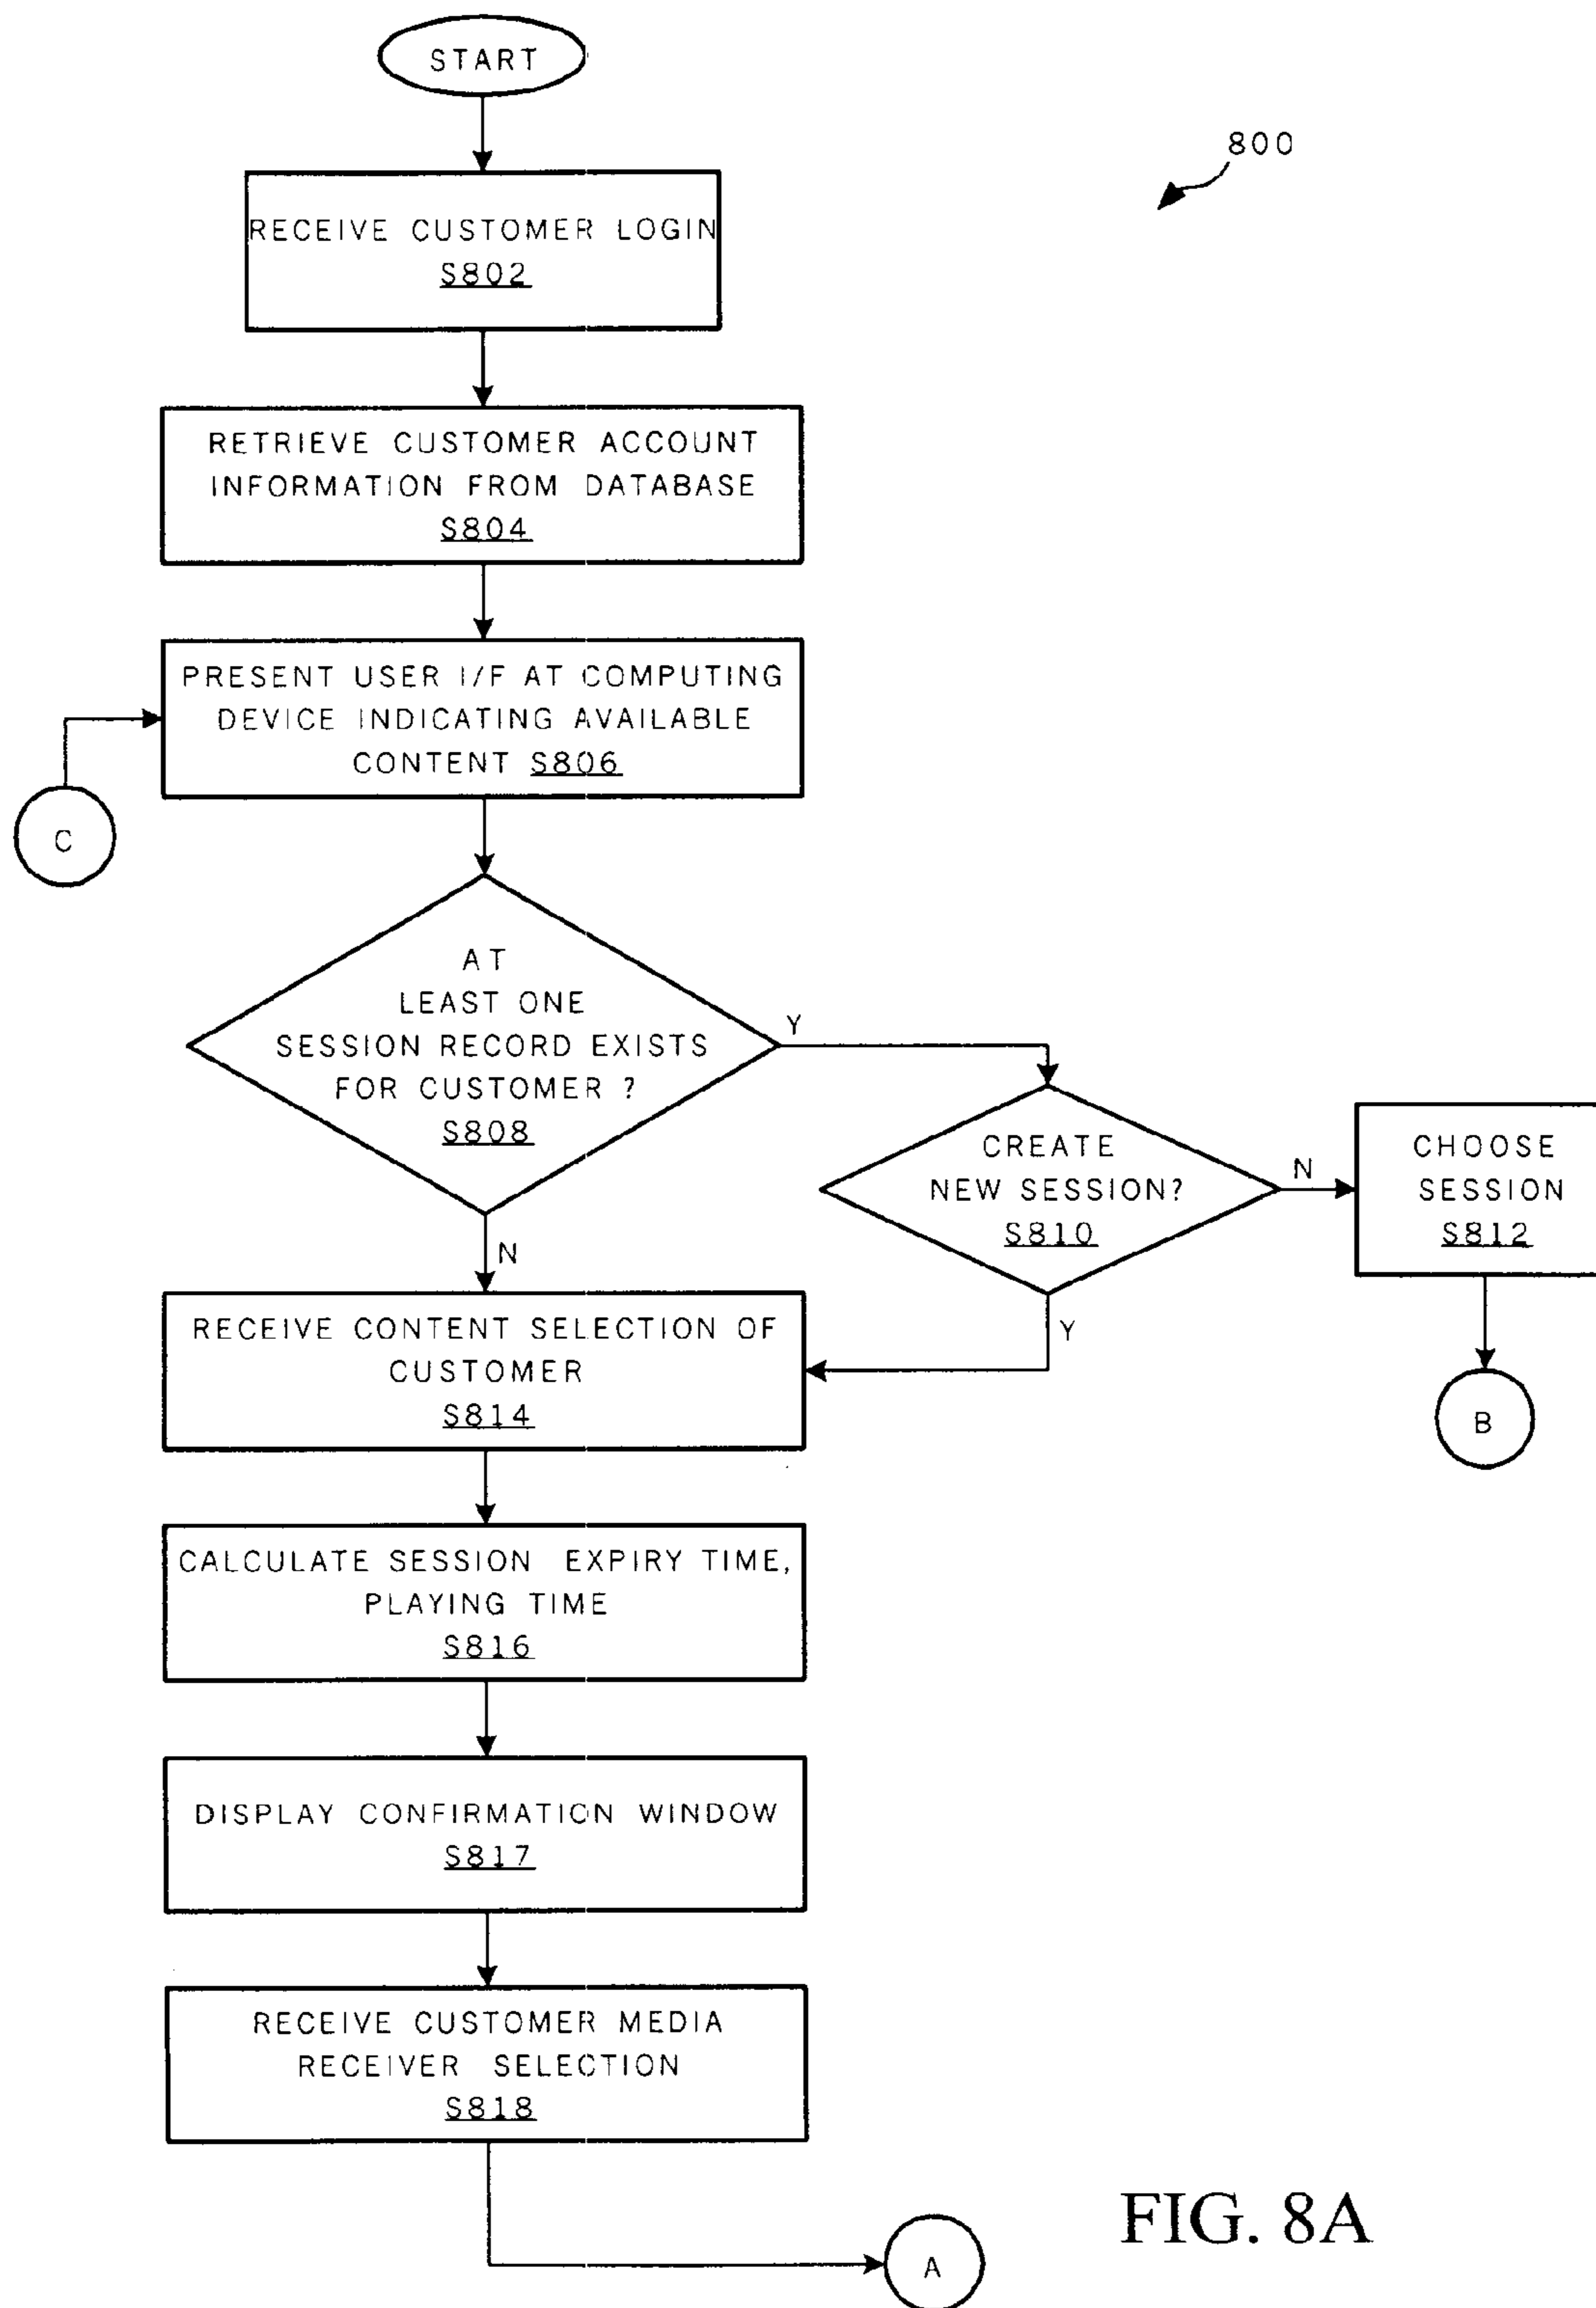 START
800
RECEIVE CUSTOMER LOGIN
S802
RETRIEVE CUSTOMER ACCOUNT
INFORMATION FROM DATABASE
S804
PRESENT USER I/F AT COMPUTING
DEVICE INDICATING AVAILABLE
CONTENT S806
C
AT
LEAST ONE
SESSION RECORD EXISTS
FOR CUSTOMER ?
S808
Y
N
CREATE
NEW SESSION?
S810
N
Y
CHOOSE
SESSION
S812
B
RECEIVE CONTENT SELECTION OF
CUSTOMER
S814
CALCULATE SESSION EXPIRY TIME,
PLAYING TIME
S816
DISPLAY CONFIRMATION WINDOW
S817
RECEIVE CUSTOMER MEDIA
RECEIVER SELECTION
S818
A
FIG. 8A